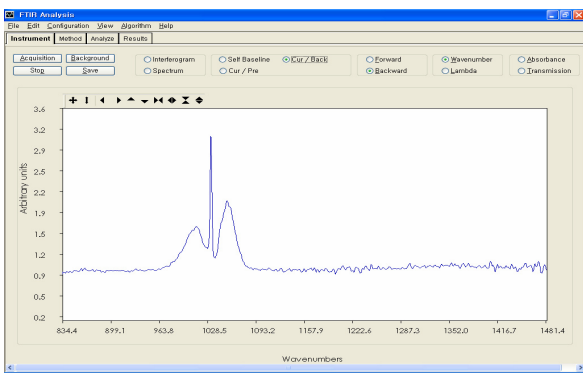 FTIR Analysis
File Edit Configuration View Algorithm Help
Instrument Method Analyze Results
Acquisition Background Interferogram Self Baseline Cur / Back Forward Wavenumber Absorbance
Stop Save Spectrum Cur / Pre Backward Lambda Transmission
3.6
3.2
2.9
2.5
2.2
1.9
1.5
1.2
0.9
0.5
0.2
Arbitrary units
834.4 899.1 963.8 1028.5 1093.2 1157.9 1222.6 1287.3 1352.0 1416.7 1481.4
Wavenumbers